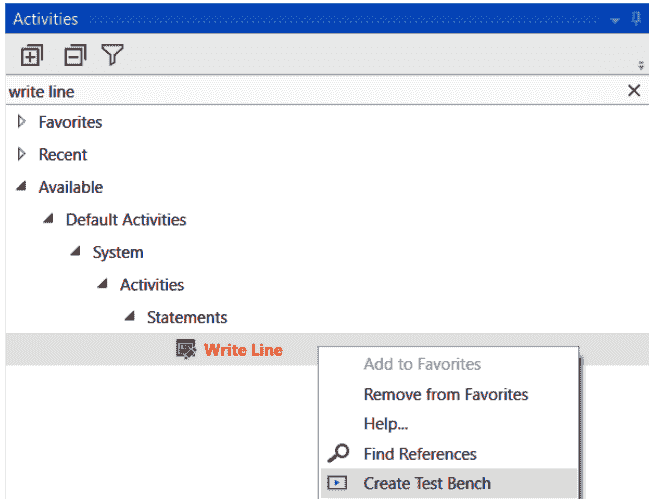 Activities
write line
Favorites
Recent
Available
Default Activities
System
Activities
Statements
Write Line
Add to Favorites
Remove from Favorites
Help...
Find References
Create Test Bench